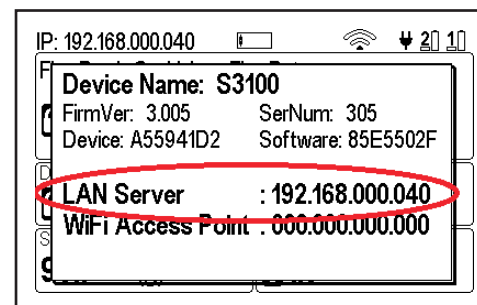 IP: 192.168.000.040 2 1
Device Name: S3100
FirmVer: 3.005 SerNum: 305
Device: A55941D2 Software: 85E5502F
LAN Server : 192.168.000.040
WiFi Access Point : 000.000.000.000